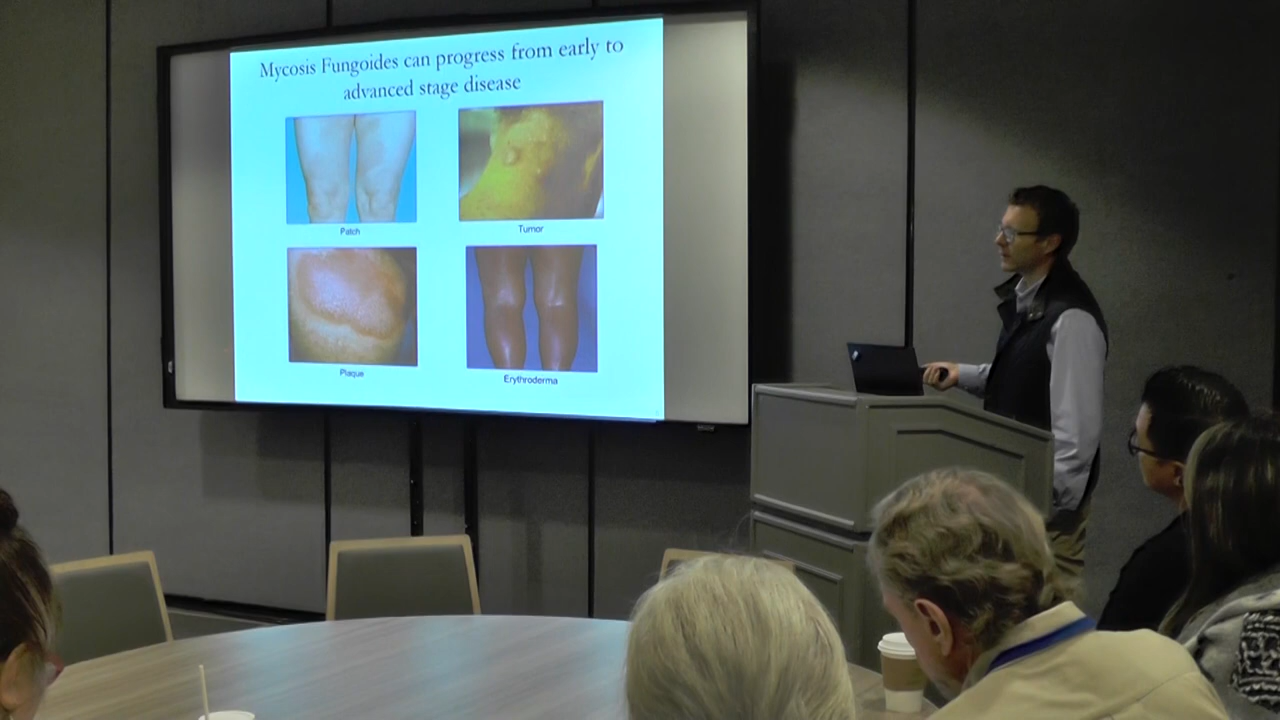 Mycosis Fungoides can progress from early to
advanced stage disease
Patch
Tumor
Plaque
Erythroderma